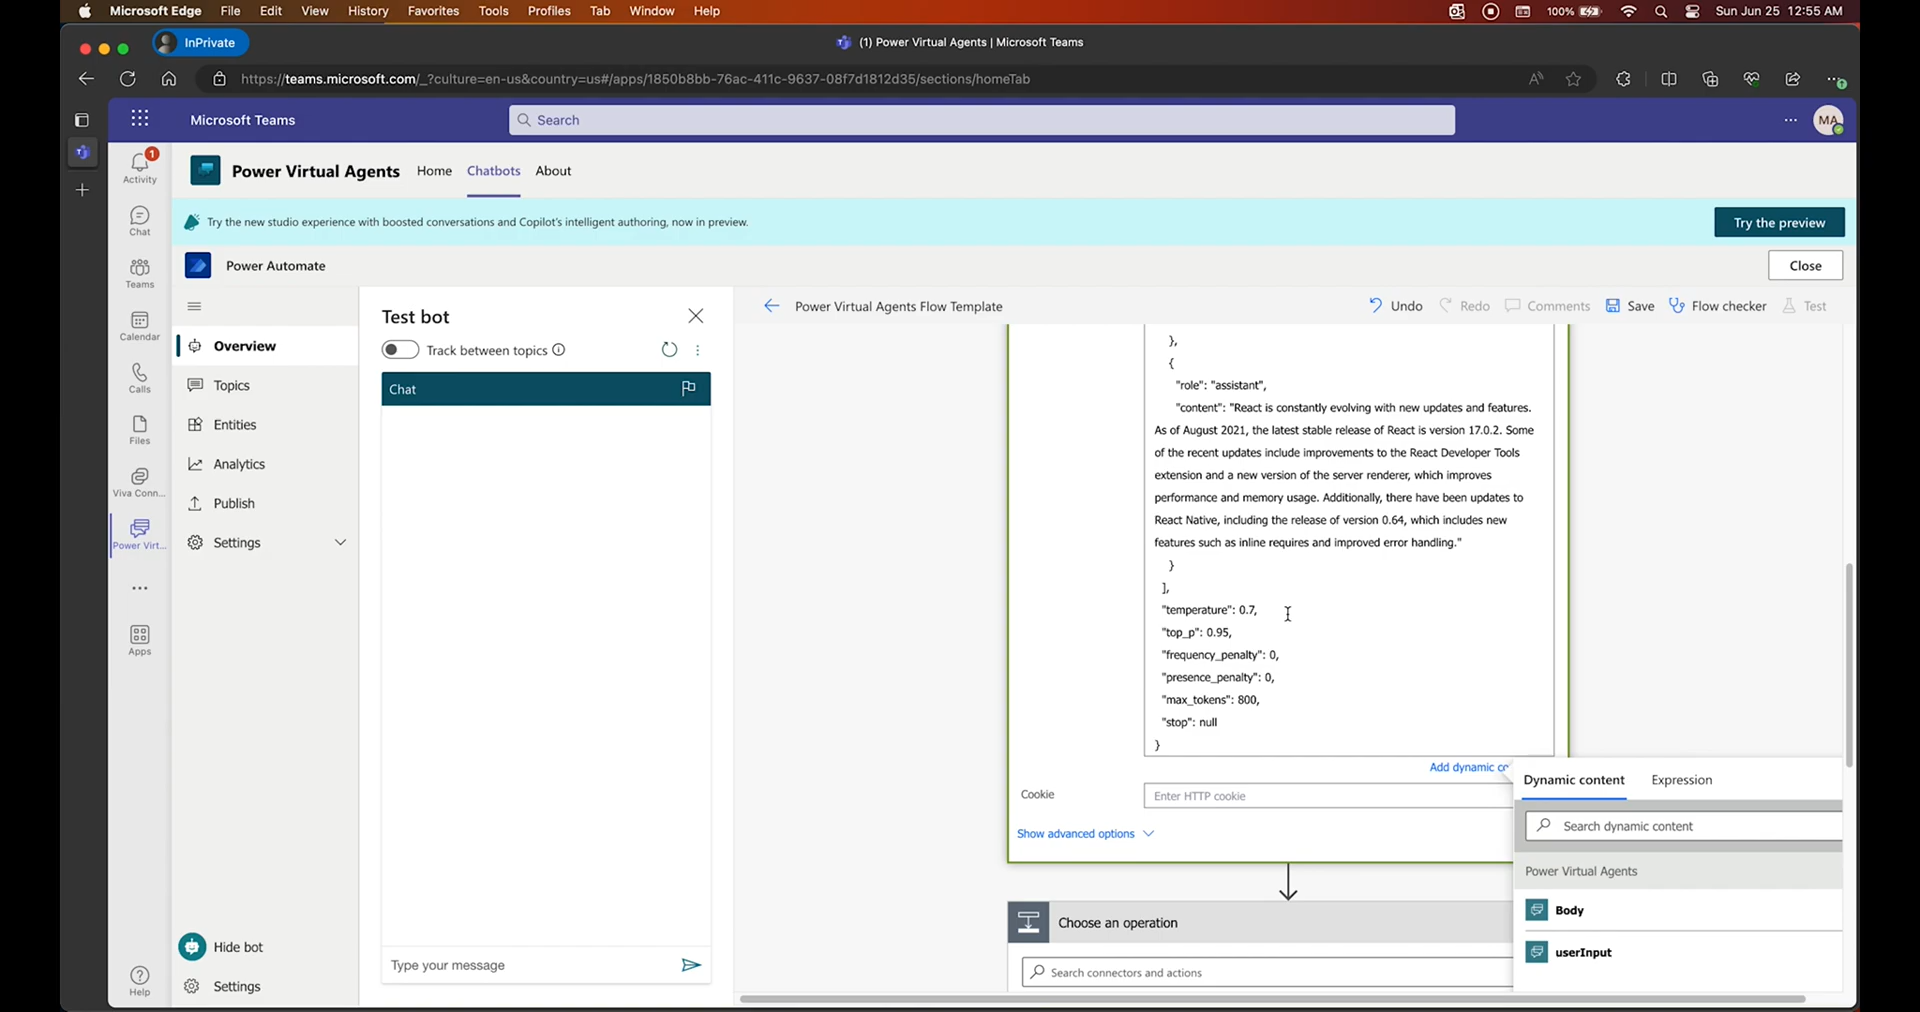 Microsoft Edge File Edit View History Favorites Tools Profiles Tab Window Help 100% Sun Jun 25 12:55 AM
InPrivate (1) Power Virtual Agents | Microsoft Teams
https://teams.microsoft.com/_?culture=en-us&country=us#/apps/1850b8bb-76ac-411c-9637-08f7d1812d35/sections/homeTab
Microsoft Teams Search MA
1
Activity
Chat
Teams
Calendar
Calls
Files
Viva Conn...
Power Virt...
Apps
Help
Power Virtual Agents Home Chatbots About
Try the new studio experience with boosted conversations and Copilot's intelligent authoring, now in preview. Try the preview
Power Automate Close
Overview
Topics
Entities
Analytics
Publish
Settings
Hide bot
Settings
Test bot
Track between topics
Chat
Type your message
Power Virtual Agents Flow Template Undo Redo Comments Save Flow checker Test
},
{
"role": "assistant",
"content": "React is constantly evolving with new updates and features.
As of August 2021, the latest stable release of React is version 17.0.2. Some
of the recent updates include improvements to the React Developer Tools
extension and a new version of the server renderer, which improves
performance and memory usage. Additionally, there have been updates to
React Native, including the release of version 0.64, which includes new
features such as inline requires and improved error handling."
}
],
"temperature": 0.7,
"top_p": 0.95,
"frequency_penalty": 0,
"presence_penalty": 0,
"max_tokens": 800,
"stop": null
}
Add dynamic co
Cookie Enter HTTP cookie
Show advanced options
Choose an operation
Search connectors and actions
Dynamic content Expression
Search dynamic content
Power Virtual Agents
Body
userInput